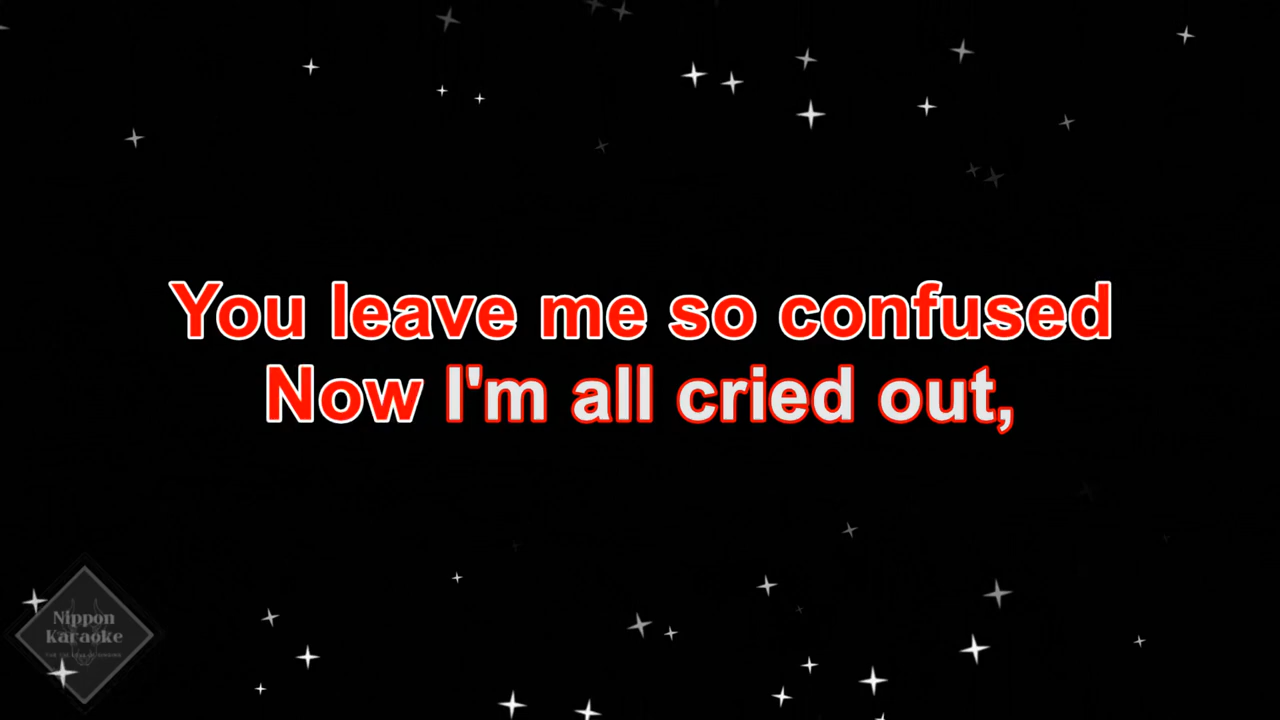 You leave me so confused
Now I'm all cried out,
Nippon
Karaoke